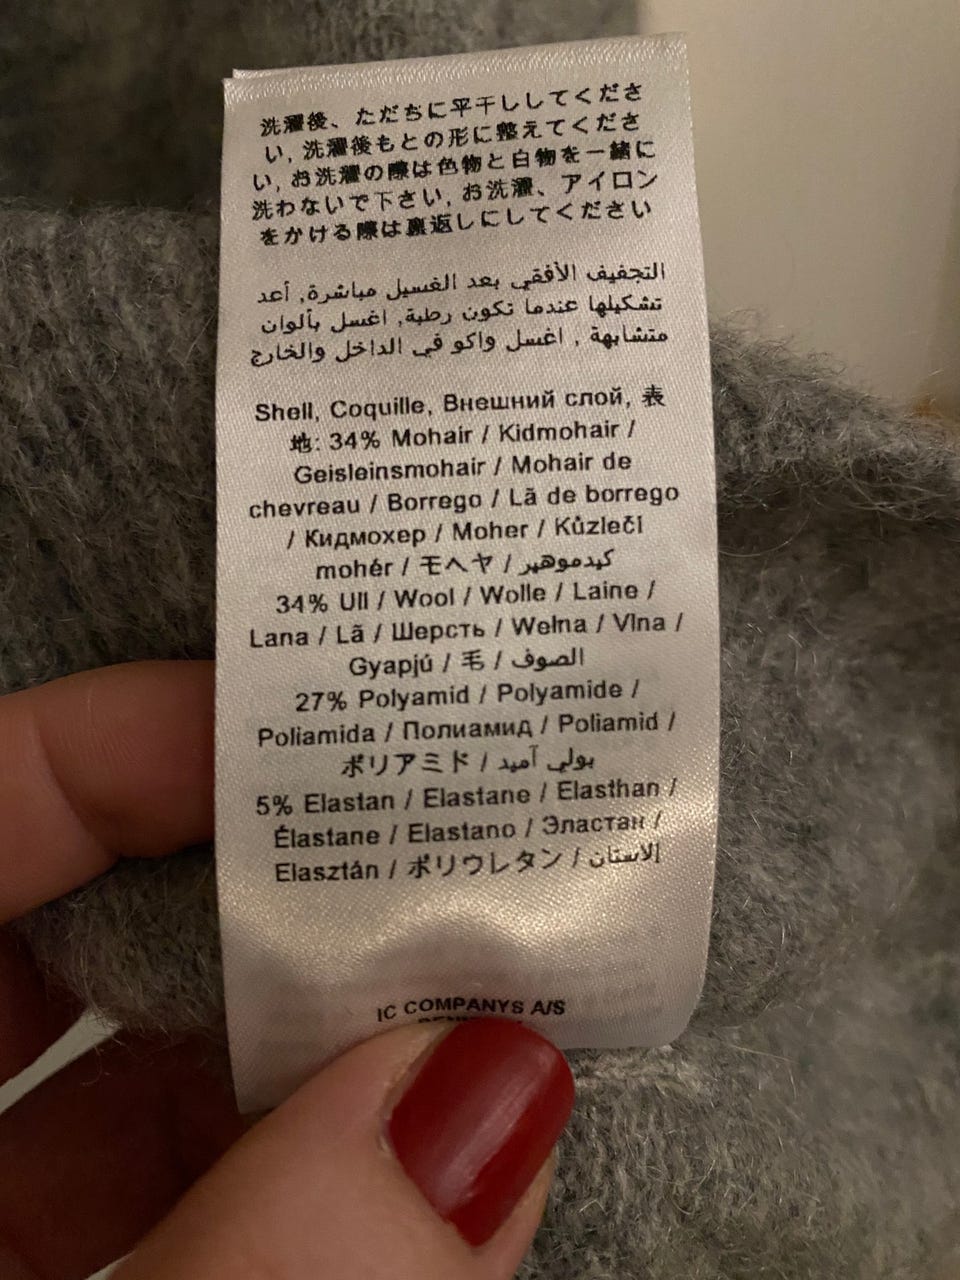 洗濯後、ただちに平干ししてくださ
い, 洗濯後もとの形に整えてくださ
い, お洗濯の際は色物と白物を一緒に
洗わないで下さい, お洗濯、アイロン
をかける際は裏返しにしてください
التجفيف الأفقي بعد الغسيل مباشرة, أعد
تشكيلها عندما تكون رطبة, اغسل بألوان
متشابهة , اغسل واكو في الداخل والخارج
Shell, Coquille, Внешний слой, 表
地: 34% Mohair / Kidmohair /
Geisleinsmohair / Mohair de
chevreau / Borrego / Lã de borrego
/ Кидмохер / Moher / Kůzlečí
mohér / モヘヤ / كيدموهير
34% Ull / Wool / Wolle / Laine /
Lana / Lã / Шерсть / Wełna / Vlna /
Gyapjú / 毛 / الصوف
27% Polyamid / Polyamide /
Poliamida / Полиамид / Poliamid /
ポリアミド / بولي آميد
5% Elastan / Elastane / Elasthan /
Élastane / Elastano / Эластан /
Elasztán / ポリウレタン / إلاستان
IC COMPANYS A/S